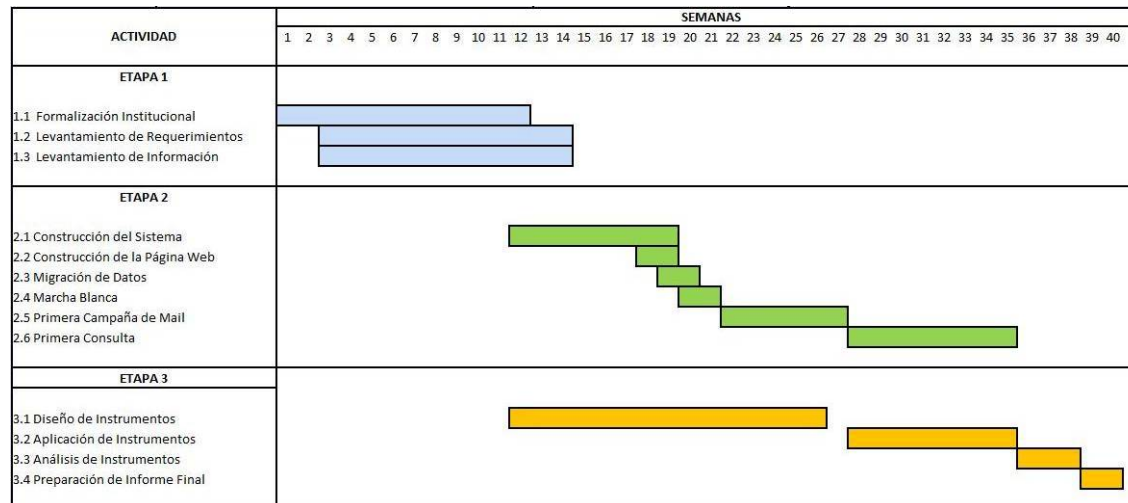 SEMANAS
ACTIVIDAD
1 2 3 4 5 6 7 8 9 10 11 12 13 14 15 16 17 18 19 20 21 22 23 24 25 26 27 28 29 30 31 32 33 34 35 36 37 38 39 40
ETAPA 1
1.1 Formalización Institucional
1.2 Levantamiento de Requerimientos
1.3 Levantamiento de Información
ETAPA 2
2.1 Construcción del Sistema
2.2 Construcción de la Página Web
2.3 Migración de Datos
2.4 Marcha Blanca
2.5 Primera Campaña de Mail
2.6 Primera Consulta
ETAPA 3
3.1 Diseño de Instrumentos
3.2 Aplicación de Instrumentos
3.3 Análisis de Instrumentos
3.4 Preparación de Informe Final